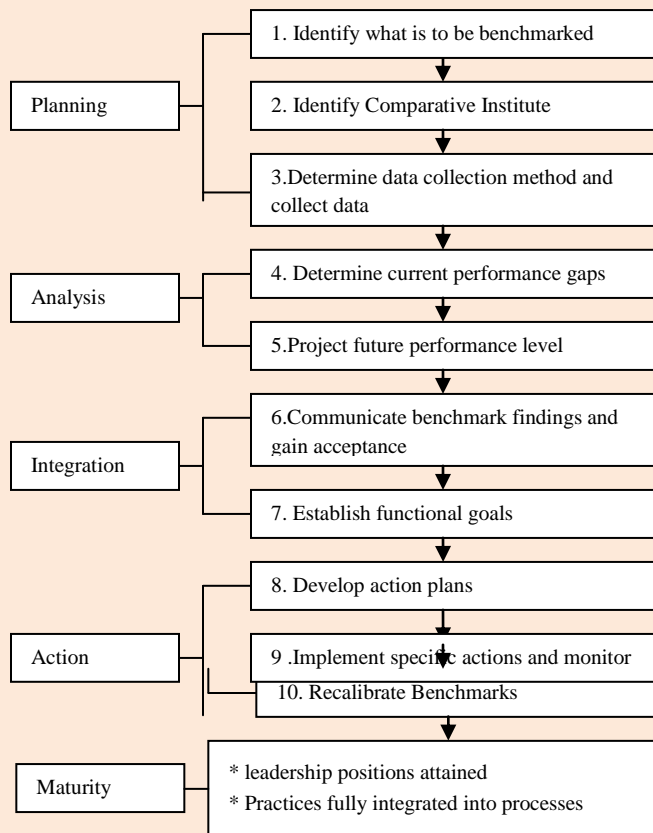 1. Identify what is to be benchmarked
Planning
2. Identify Comparative Institute
3.Determine data collection method and
collect data
4. Determine current performance gaps
Analysis
5.Project future performance level
6.Communicate benchmark findings and
gain acceptance
Integration
7. Establish functional goals
8. Develop action plans
Action
9 .Implement specific actions and monitor
10. Recalibrate Benchmarks
* leadership positions attained
Maturity
* Practices fully integrated into processes